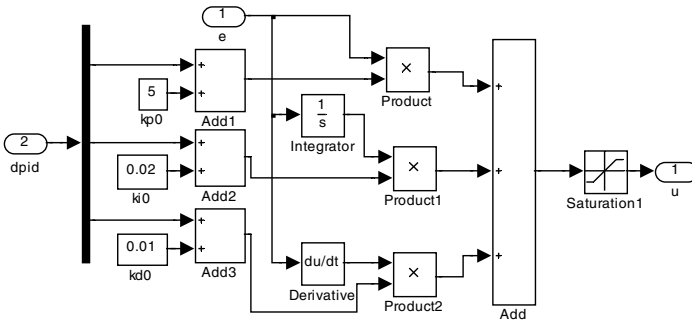 1
e
+
+
5
kp0
Add1
×
Product
2
dpid
1
s
Integrator
+
+
0.02
ki0
Add2
×
Product1
+
+
0.01
kd0
Add3
du/dt
Derivative
×
Product2
+
+
+
Add
Saturation1
1
u